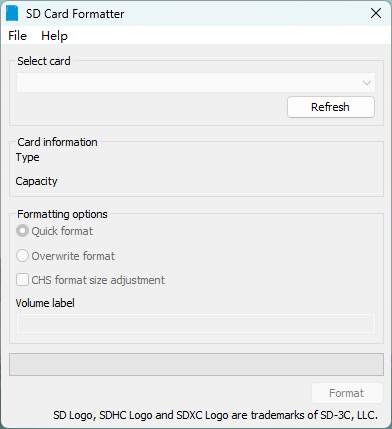 SD Card Formatter
File Help
Select card
Refresh
Card information
Type
Capacity
Formatting options
Quick format
Overwrite format
CHS format size adjustment
Volume label
Format
SD Logo, SDHC Logo and SDXC Logo are trademarks of SD-3C, LLC.